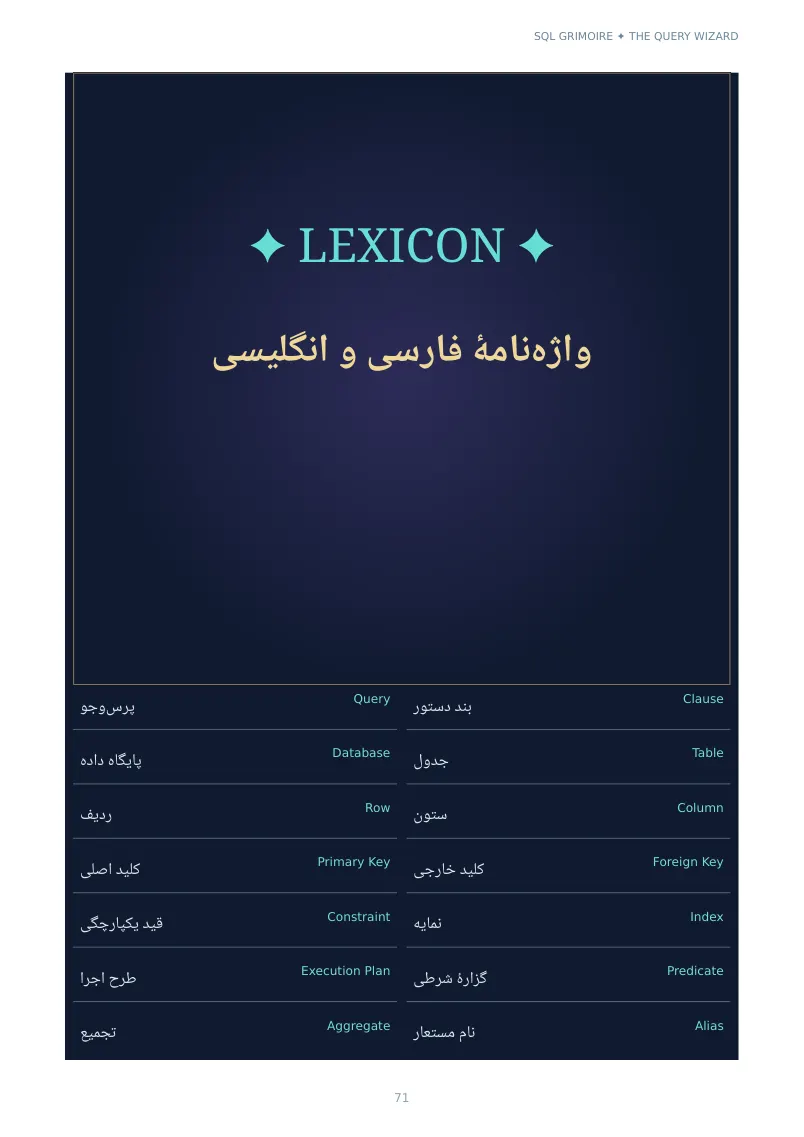 SQL GRIMOIRE ✦ THE QUERY WIZARD
✦ LEXICON ✦
واژه‌نامهٔ فارسی و انگلیسی
Clause بند دستور
Query پرس‌وجو
Table جدول
Database پایگاه داده
Column ستون
Row ردیف
Foreign Key کلید خارجی
Primary Key کلید اصلی
Index نمایه
Constraint قید یکپارچگی
Predicate گزارهٔ شرطی
Execution Plan طرح اجرا
Alias نام مستعار
Aggregate تجمیع
71